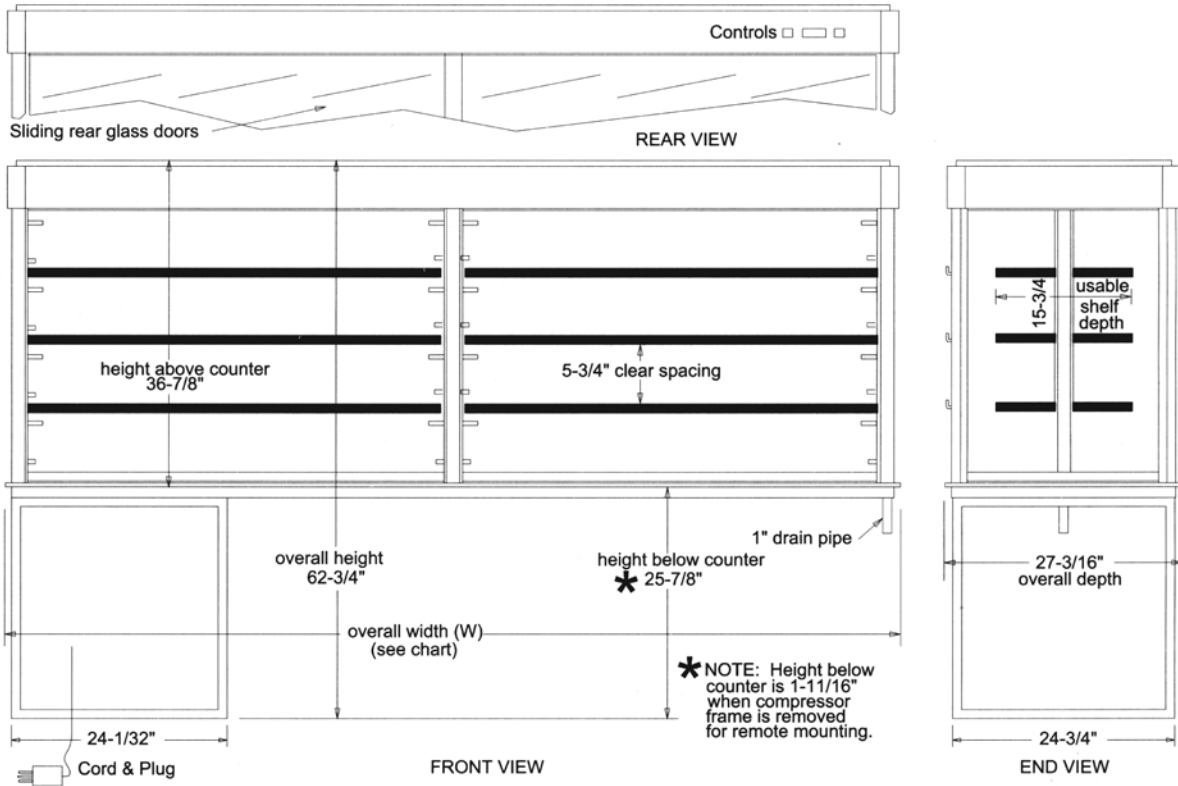 Controls
Sliding rear glass doors
REAR VIEW
height above counter
36-7/8"
5-3/4" clear spacing
15-3/4
usable
shelf
depth
1" drain pipe
overall height
62-3/4"
height below counter
* 25-7/8"
27-3/16"
overall depth
overall width (W)
(see chart)
* NOTE: Height below
counter is 1-11/16"
when compressor
frame is removed
for remote mounting.
24-1/32"
24-3/4"
Cord & Plug
FRONT VIEW
END VIEW